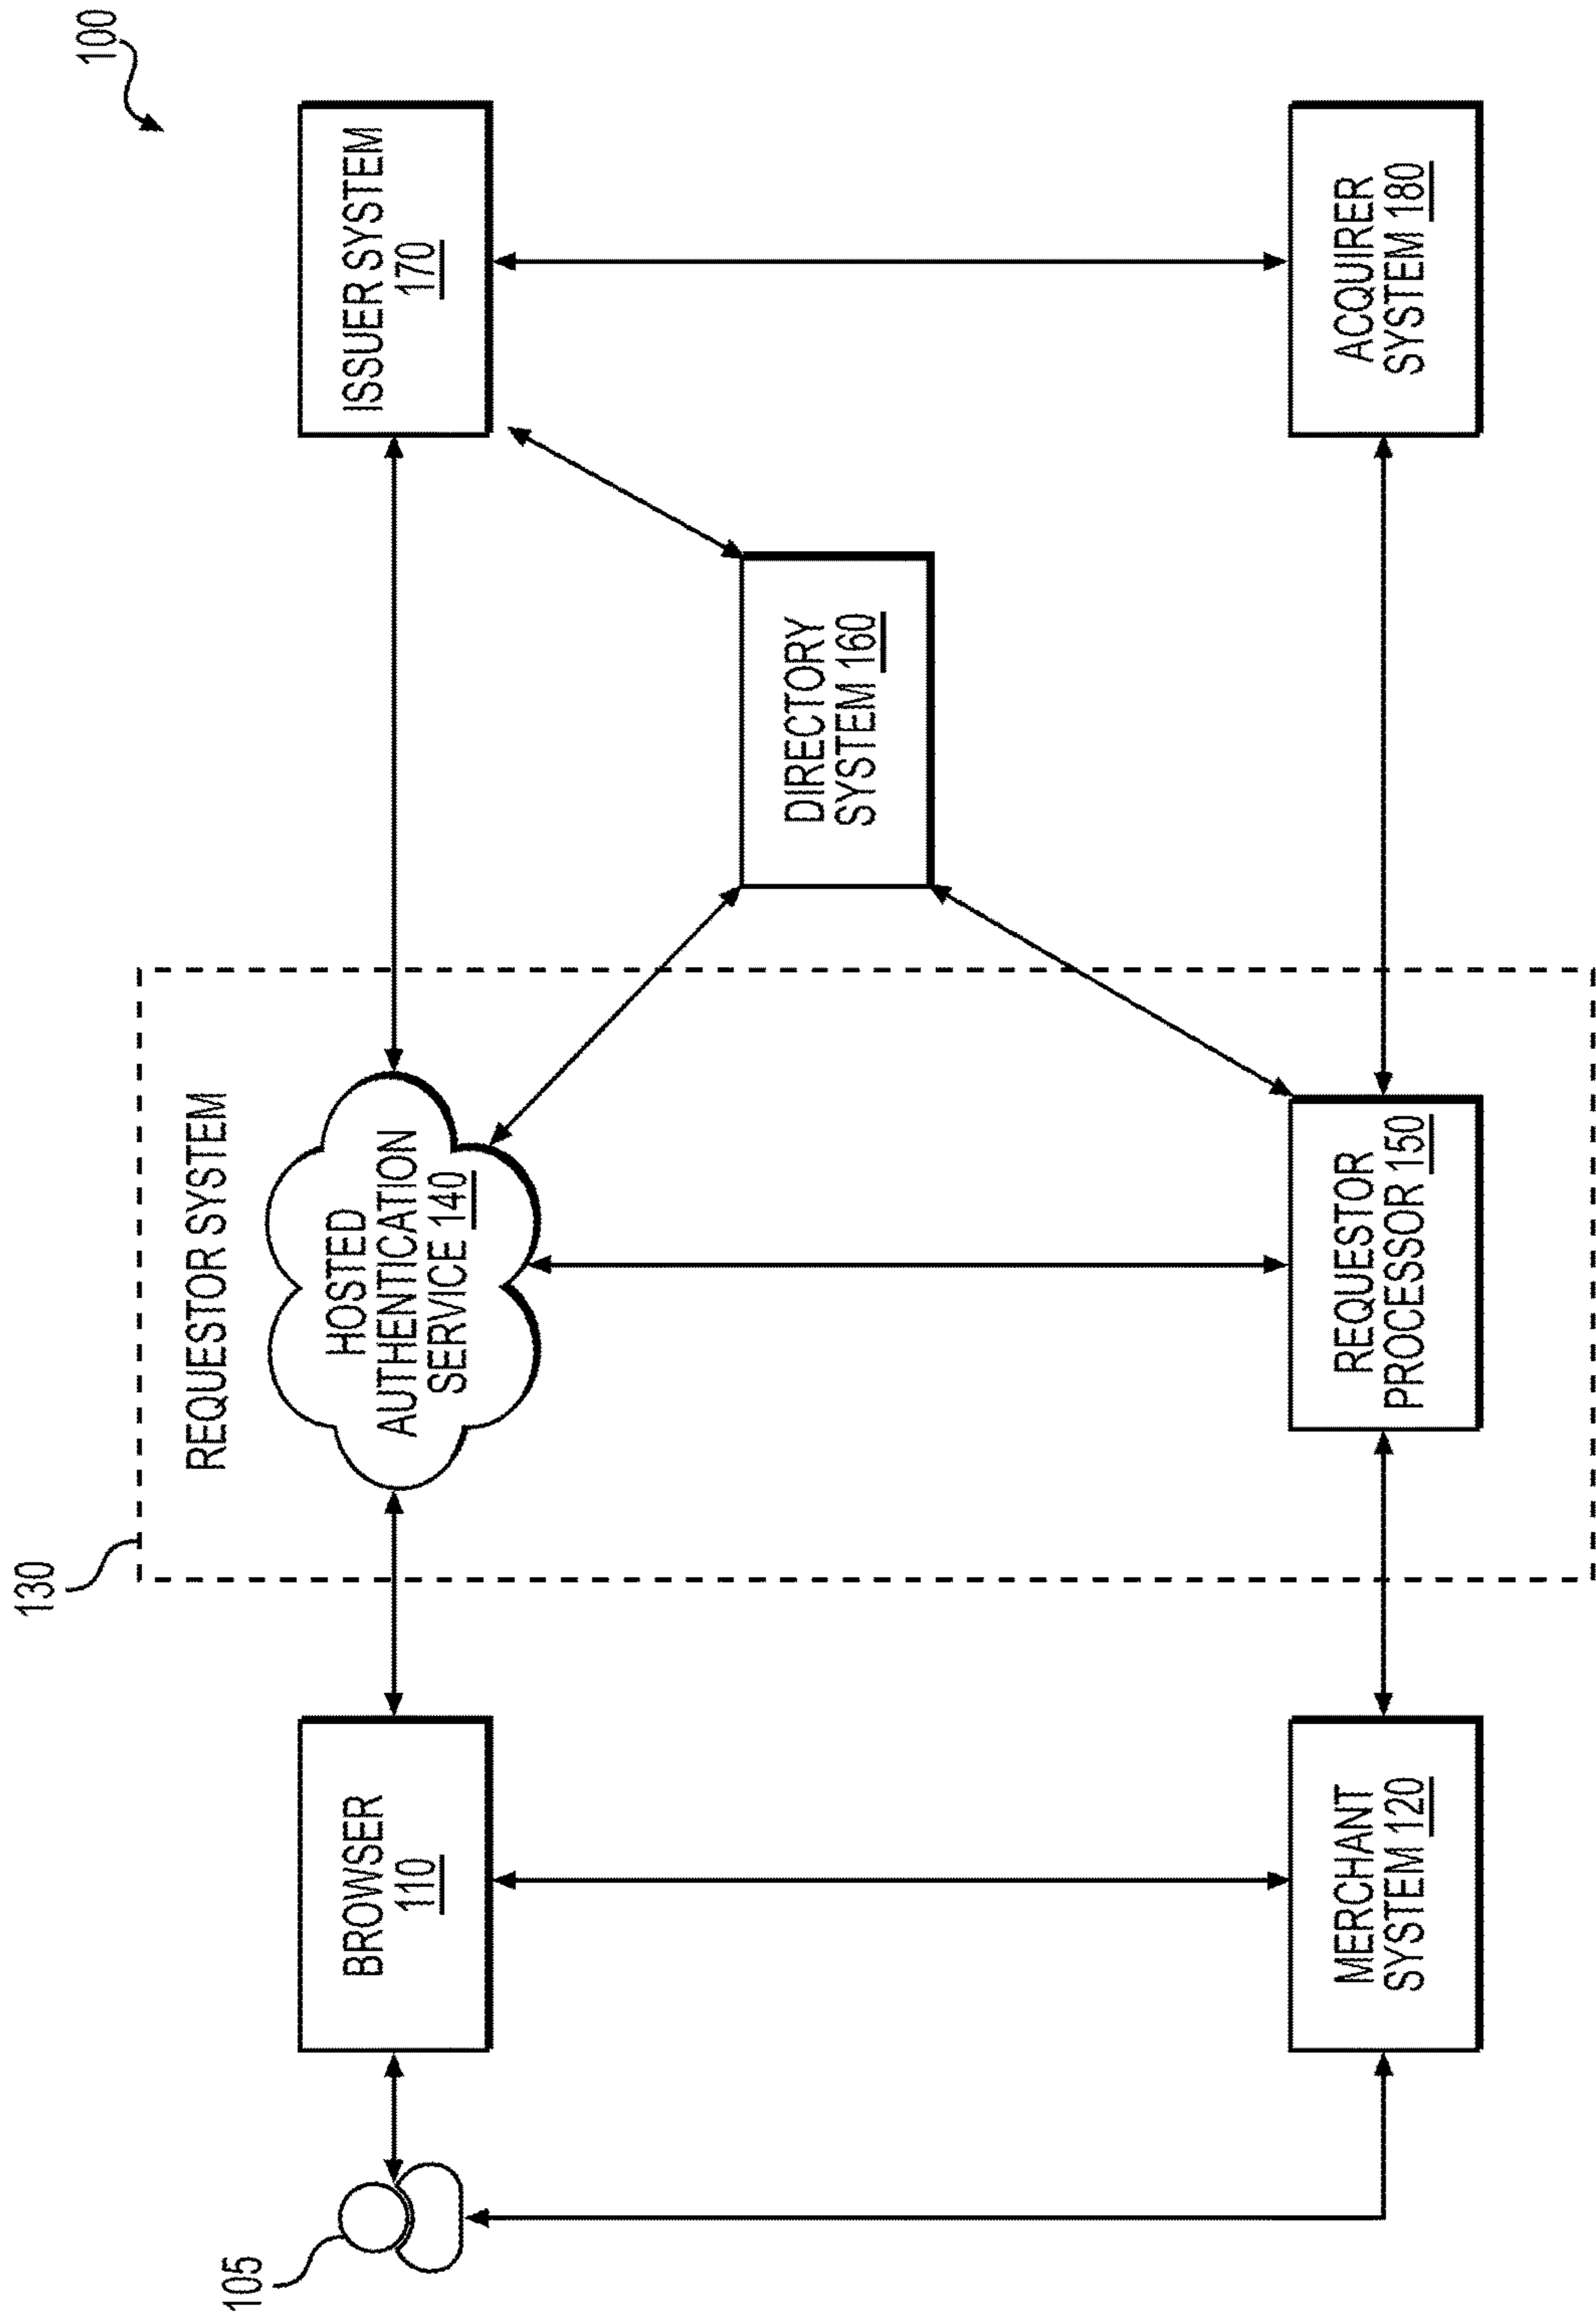 100
130
REQUESTOR SYSTEM
105
BROWSER
110
HOSTED
AUTHENTICATION
SERVICE 140
ISSUER SYSTEM
170
DIRECTORY
SYSTEM 160
MERCHANT
SYSTEM 120
REQUESTOR
PROCESSOR 150
ACQUIRER
SYSTEM 180